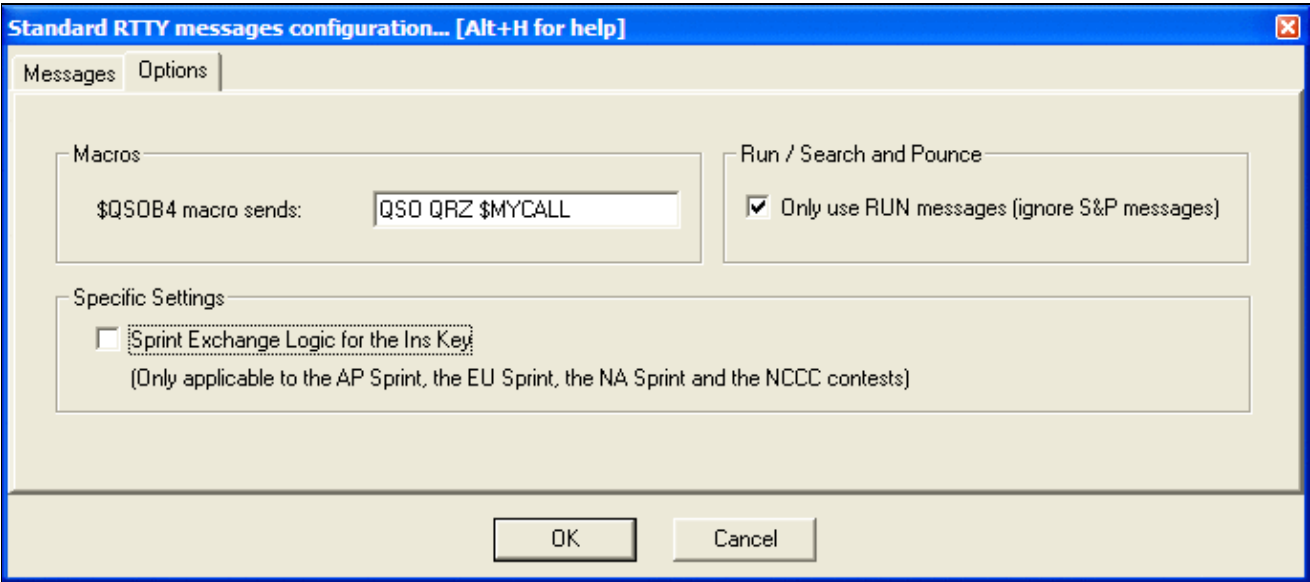 Standard RTTY messages configuration... [Alt+H for help]
Messages Options
Macros
$QSOB4 macro sends: QSO QRZ $MYCALL
Run / Search and Pounce
Only use RUN messages (ignore S&P messages)
Specific Settings
Sprint Exchange Logic for the Ins Key
(Only applicable to the AP Sprint, the EU Sprint, the NA Sprint and the NCCC contests)
OK Cancel